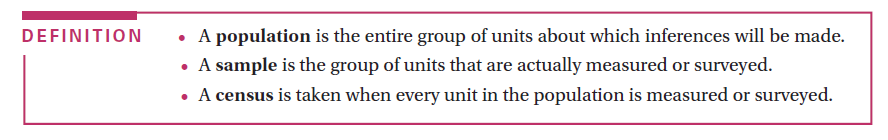 DEFINITION
• A population is the entire group of units about which inferences will be made.
• A sample is the group of units that are actually measured or surveyed.
• A census is taken when every unit in the population is measured or surveyed.